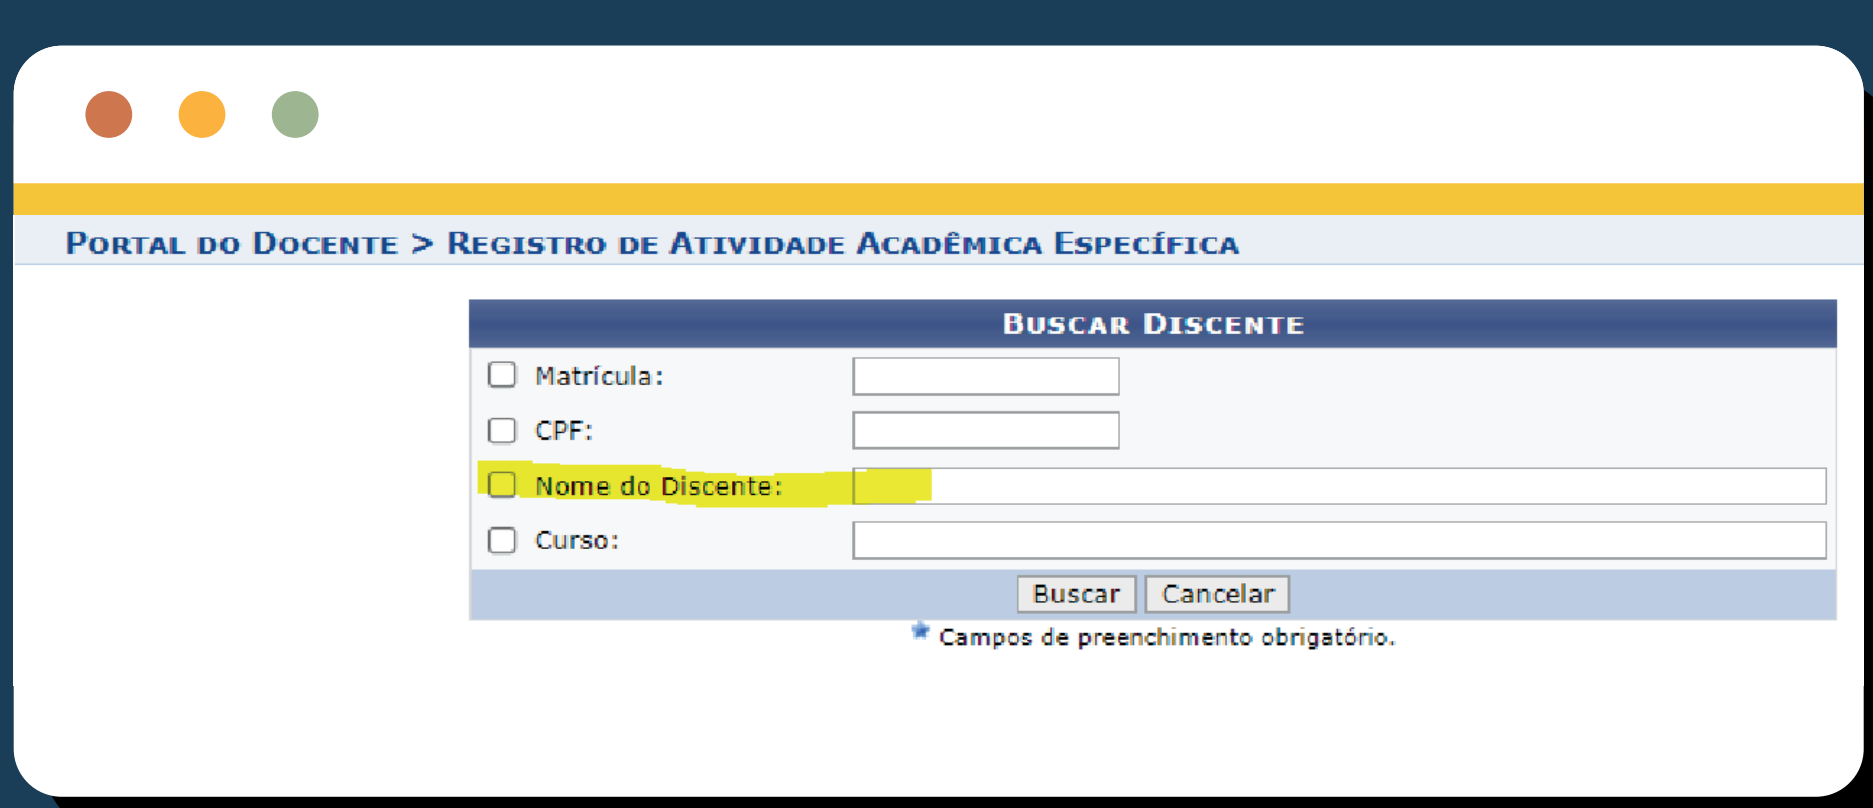 Portal do Docente > Registro de Atividade Acadêmica Específica
Buscar Discente
Matrícula:
CPF:
Nome do Discente:
Curso:
Buscar Cancelar
Campos de preenchimento obrigatório.